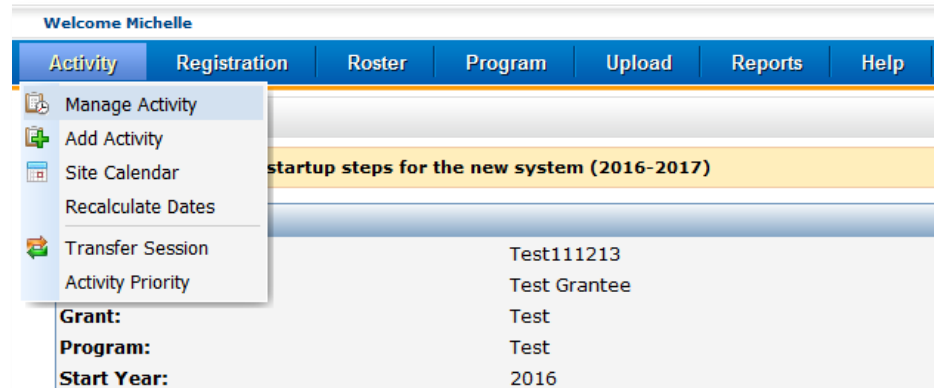 Welcome Michelle
Activity Registration Roster Program Upload Reports Help
Manage Activity
Add Activity
Site Calendar
startup steps for the new system (2016-2017)
Recalculate Dates
Transfer Session
Test111213
Activity Priority
Test Grantee
Grant: Test
Program: Test
Start Year: 2016